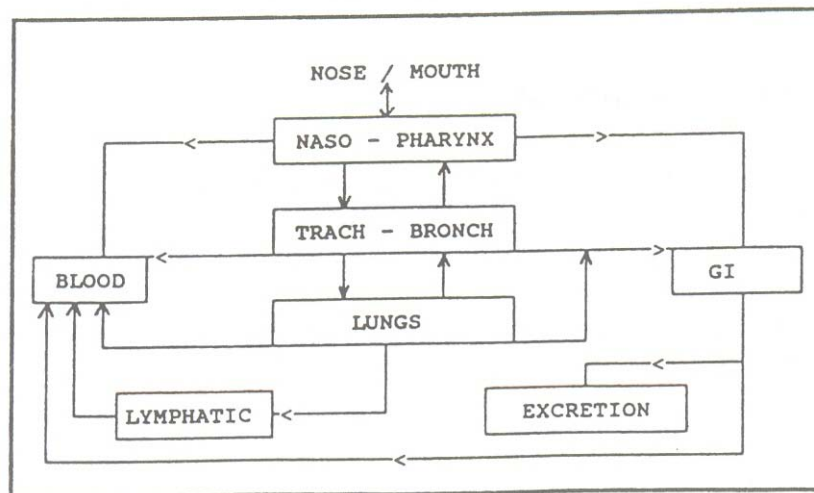 NOSE / MOUTH
NASO - PHARYNX
TRACH - BRONCH
BLOOD
GI
LUNGS
LYMPHATIC
EXCRETION